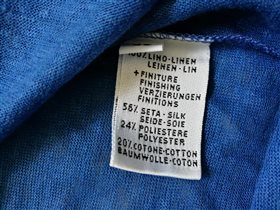 100% LINO-LINEN
LEINEN-LIN
+ FINITURE
FINISHING
VERZIERUNGEN
FINITIONS
56% SETA-SILK
SEIDE-SOIE
24% POLIESTERE
POLYESTER
20% COTONE-COTTON
BAUMWOLLE-COTON